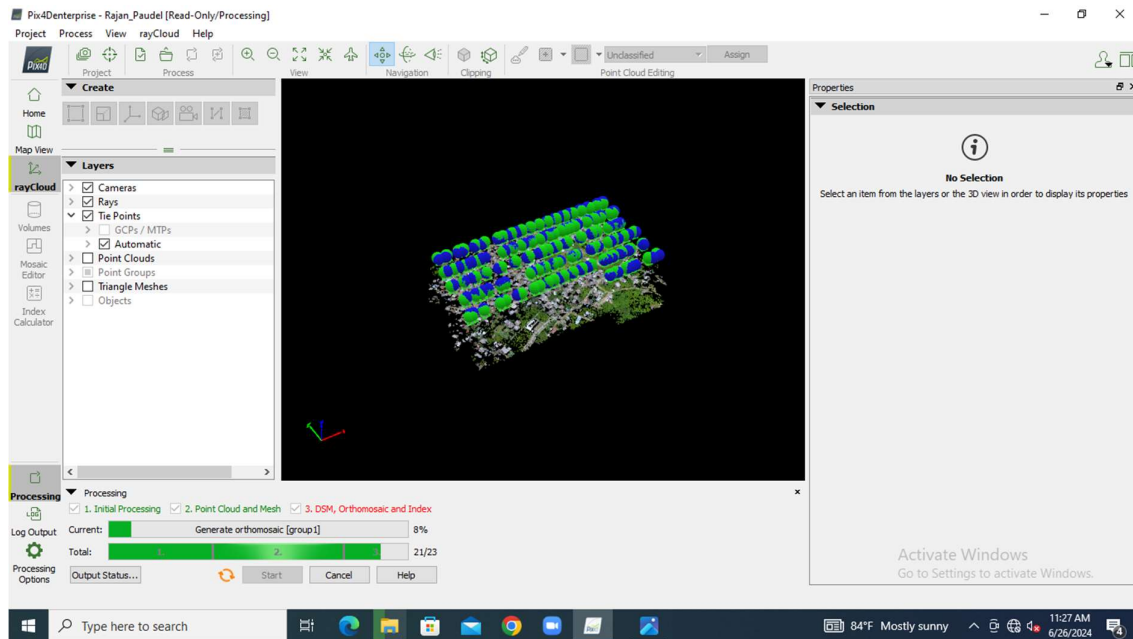 Pix4Denterprise - Rajan_Paudel [Read-Only/Processing]
Project Process View rayCloud Help
PIX4D
Project Process View Navigation Clipping Point Cloud Editing
Unclassified Assign
Home
Map View
rayCloud
Volumes
Mosaic
Editor
Index
Calculator
Create
Layers
Cameras
Rays
Tie Points
GCPs / MTPs
Automatic
Point Clouds
Point Groups
Triangle Meshes
Objects
Properties
Selection
No Selection
Select an item from the layers or the 3D view in order to display its properties
Processing
Log Output
Processing
Options
Processing
1. Initial Processing 2. Point Cloud and Mesh 3. DSM, Orthomosaic and Index
Current: Generate orthomosaic [group1] 8%
Total: 1. 2. 3. 21/23
Output Status... Start Cancel Help
Activate Windows
Go to Settings to activate Windows.
Type here to search
84°F Mostly sunny
11:27 AM
6/26/2024
4